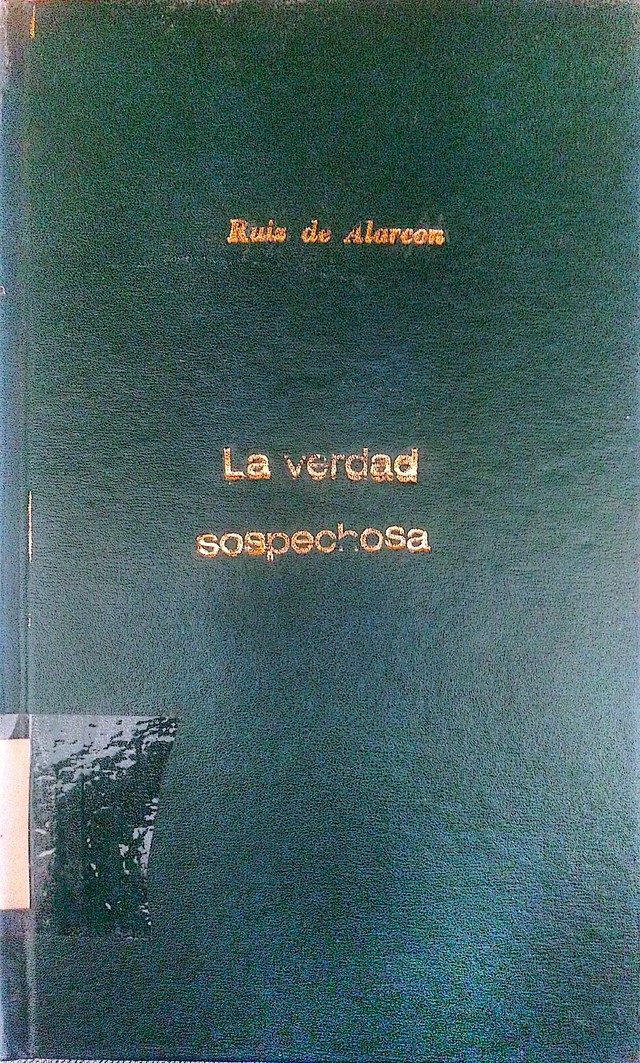 Ruiz de Alarcon
La verdad
sospechosa